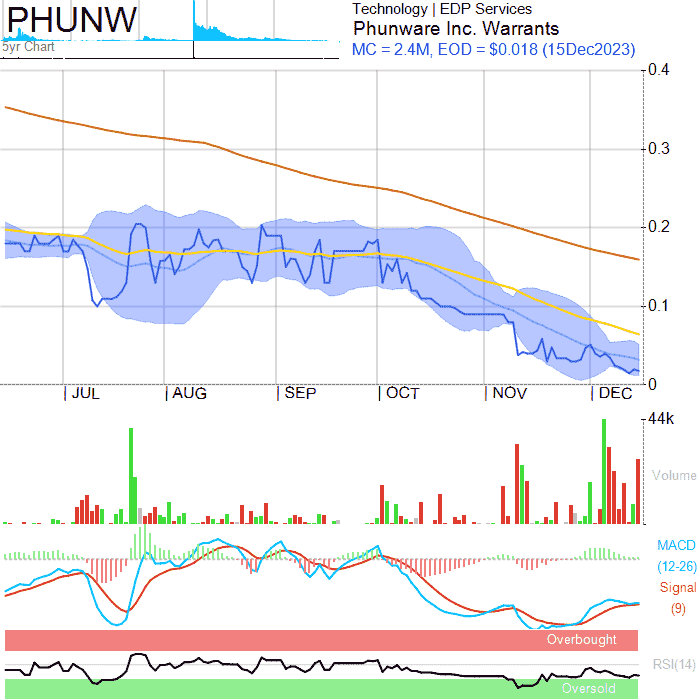 PHUNW
5yr Chart
Technology | EDP Services
Phunware Inc. Warrants
MC = 2.4M, EOD = $0.018 (15Dec2023)
0.4
0.3
0.2
0.1
0
JUL AUG SEP OCT NOV DEC
44k
Volume
MACD
(12-26)
Signal
(9)
Overbought
RSI(14)
Oversold